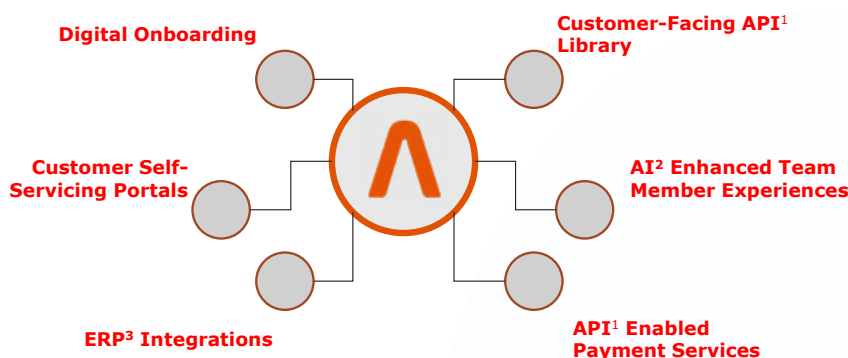 Digital Onboarding
Customer-Facing API¹
Library
Customer Self-
Servicing Portals
AI² Enhanced Team
Member Experiences
ERP³ Integrations
API¹ Enabled
Payment Services